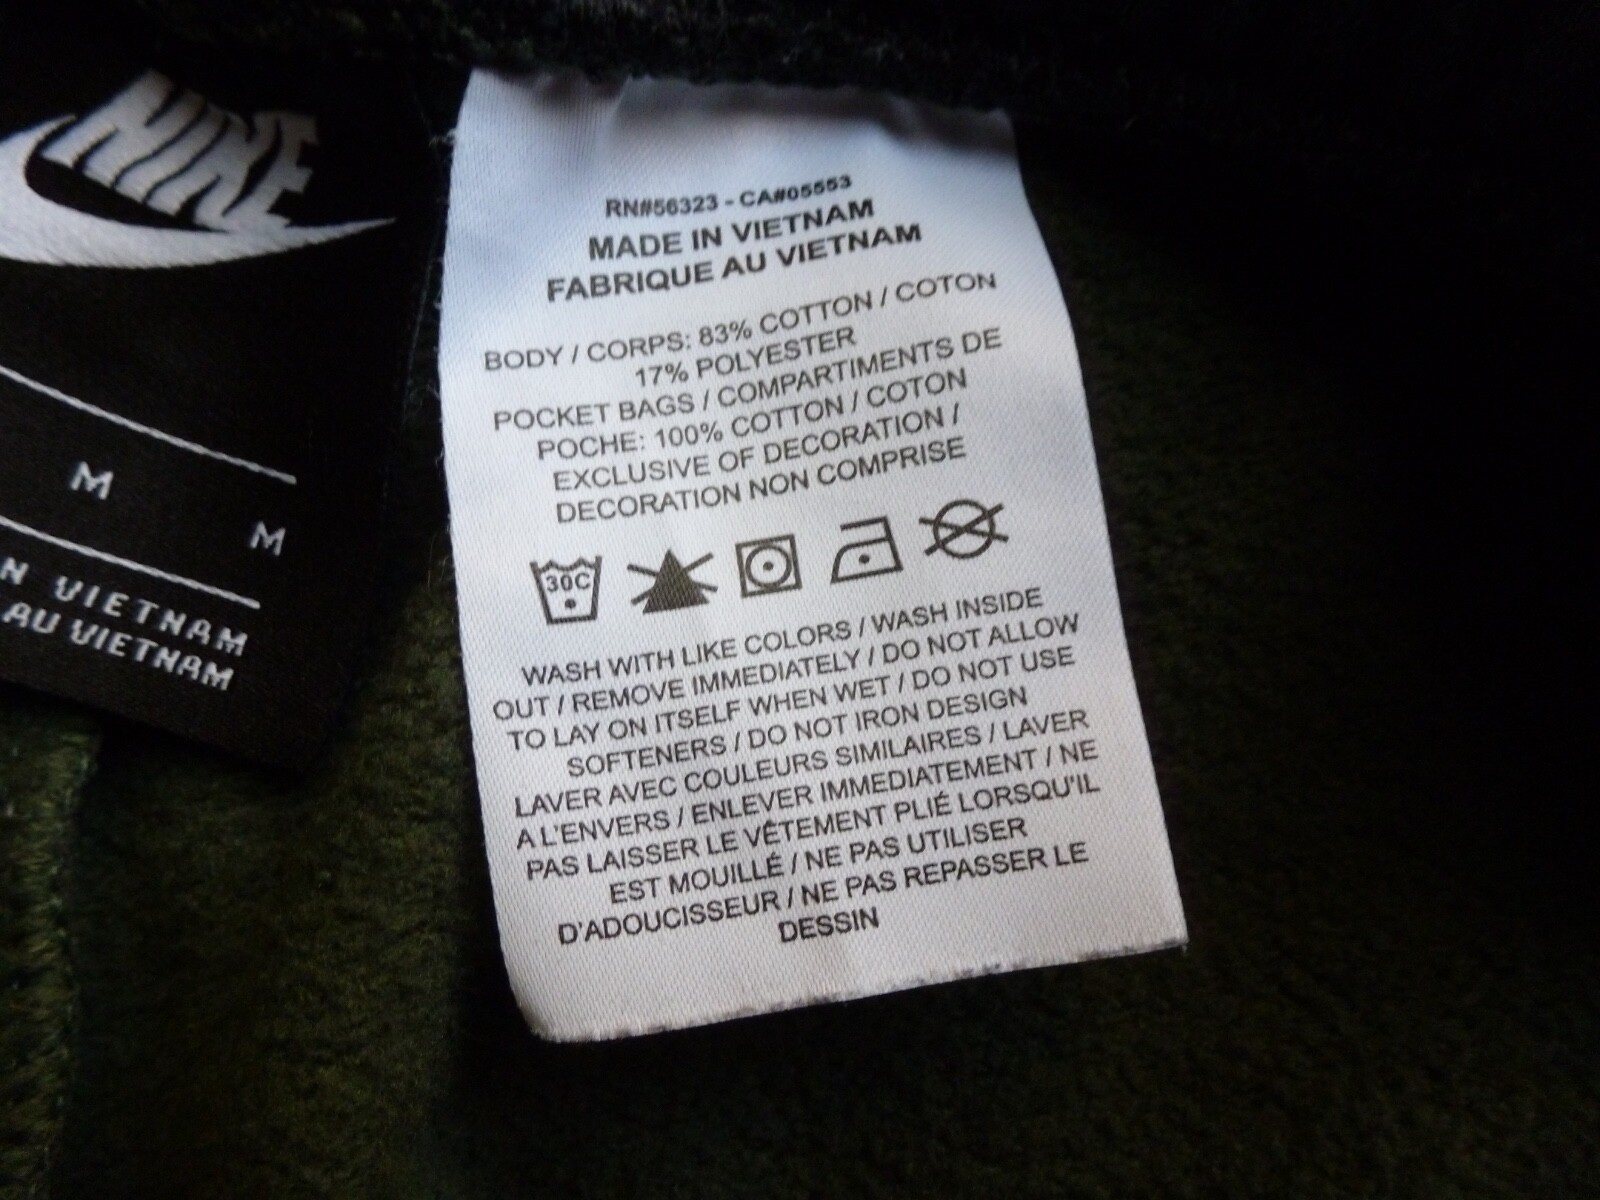 NIKE
M
M
N VIETNAM
AU VIETNAM
RN#56323 - CA#05553
MADE IN VIETNAM
FABRIQUE AU VIETNAM
BODY / CORPS: 83% COTTON / COTON
17% POLYESTER
POCKET BAGS / COMPARTIMENTS DE
POCHE: 100% COTTON / COTON
EXCLUSIVE OF DECORATION /
DECORATION NON COMPRISE
30C
WASH WITH LIKE COLORS / WASH INSIDE
OUT / REMOVE IMMEDIATELY / DO NOT ALLOW
TO LAY ON ITSELF WHEN WET / DO NOT USE
SOFTENERS / DO NOT IRON DESIGN
LAVER AVEC COULEURS SIMILAIRES / LAVER
A L'ENVERS / ENLEVER IMMEDIATEMENT / NE
PAS LAISSER LE VÊTEMENT PLIÉ LORSQU'IL
EST MOUILLÉ / NE PAS UTILISER
D'ADOUCISSEUR / NE PAS REPASSER LE
DESSIN